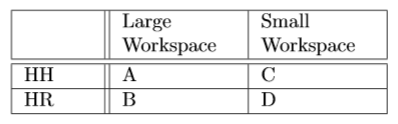 Large Small
Workspace Workspace
HH A C
HR B D